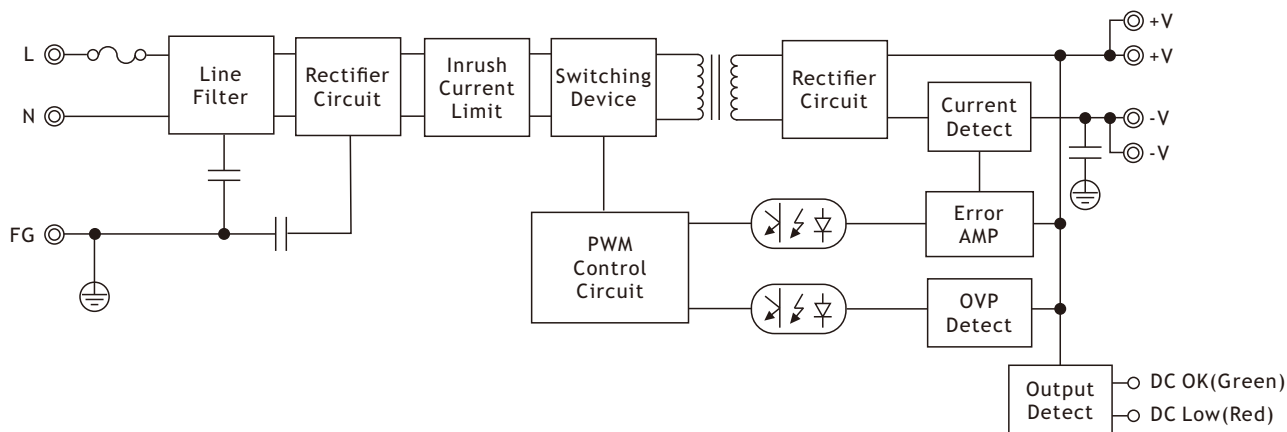 +V
L
+V
Line
Filter
Rectifier
Circuit
Inrush
Current
Limit
Switching
Device
Rectifier
Circuit
Current
Detect
N
-V
-V
FG
PWM
Control
Circuit
Error
AMP
OVP
Detect
Output
Detect
DC OK(Green)
DC Low(Red)